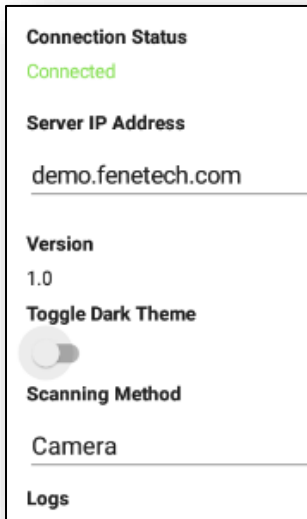 Connection Status
Connected
Server IP Address
demo.fenetech.com
Version
1.0
Toggle Dark Theme
Scanning Method
Camera
Logs